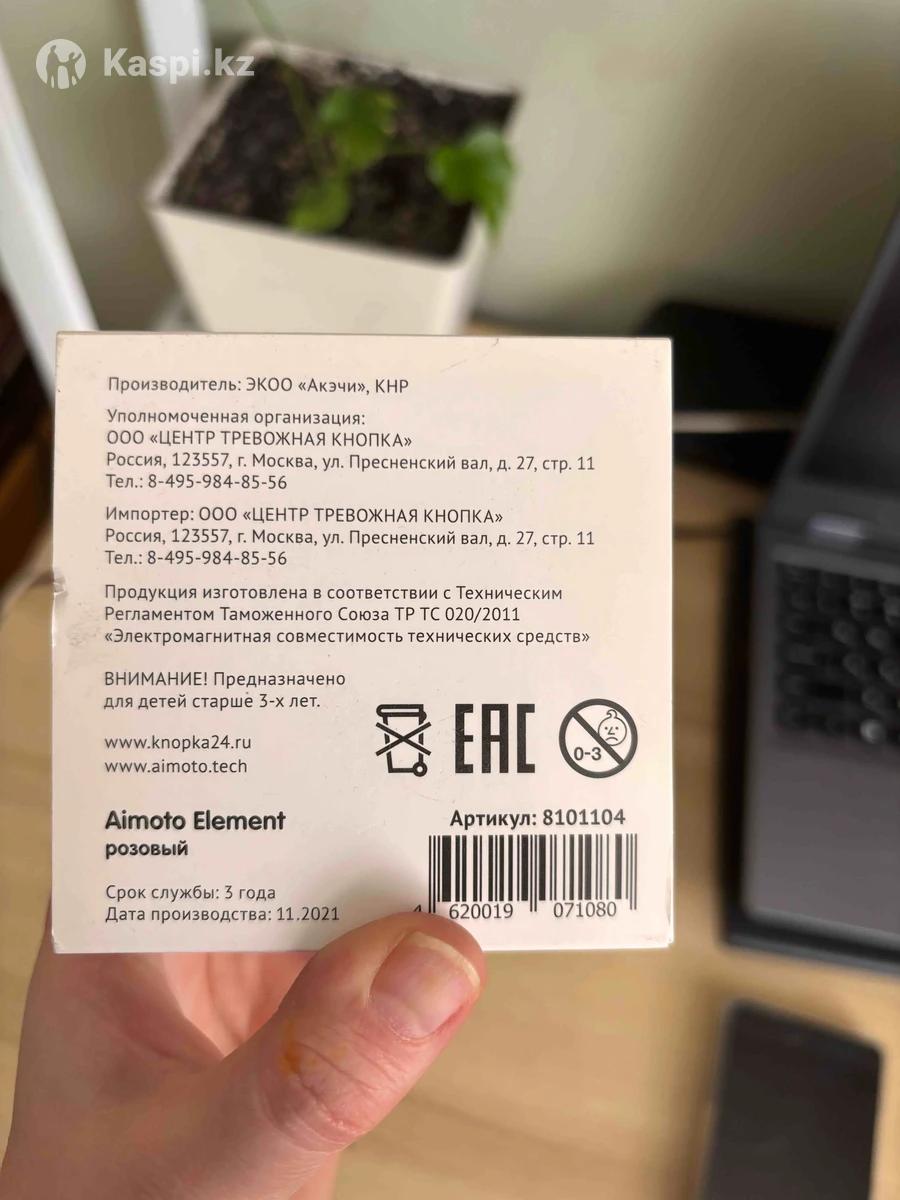 Kaspi.kz
Производитель: ЭКОО «Акэчи», КНР
Уполномоченная организация:
ООО «ЦЕНТР ТРЕВОЖНАЯ КНОПКА»
Россия, 123557, г. Москва, ул. Пресненский вал, д. 27, стр. 11
Тел.: 8-495-984-85-56
Импортер: ООО «ЦЕНТР ТРЕВОЖНАЯ КНОПКА»
Россия, 123557, г. Москва, ул. Пресненский вал, д. 27, стр. 11
Тел.: 8-495-984-85-56
Продукция изготовлена в соответствии с Техническим
Регламентом Таможенного Союза ТР ТС 020/2011
«Электромагнитная совместимость технических средств»
ВНИМАНИЕ! Предназначено
для детей старше 3-х лет.
EAC
0-3
www.knopka24.ru
www.aimoto.tech
Aimoto Element
розовый
Артикул: 8101104
Срок службы: 3 года
Дата производства: 11.2021
4 620019 071080